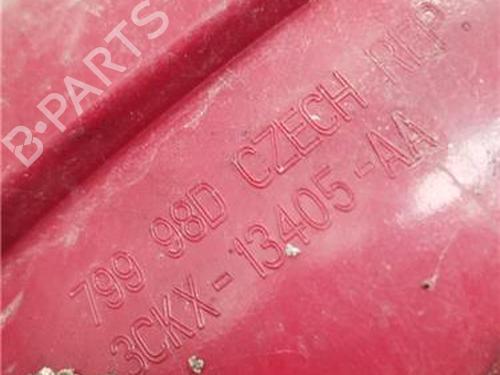 B-PARTS
799 98D CZECH REP
3CKX-13405-AA